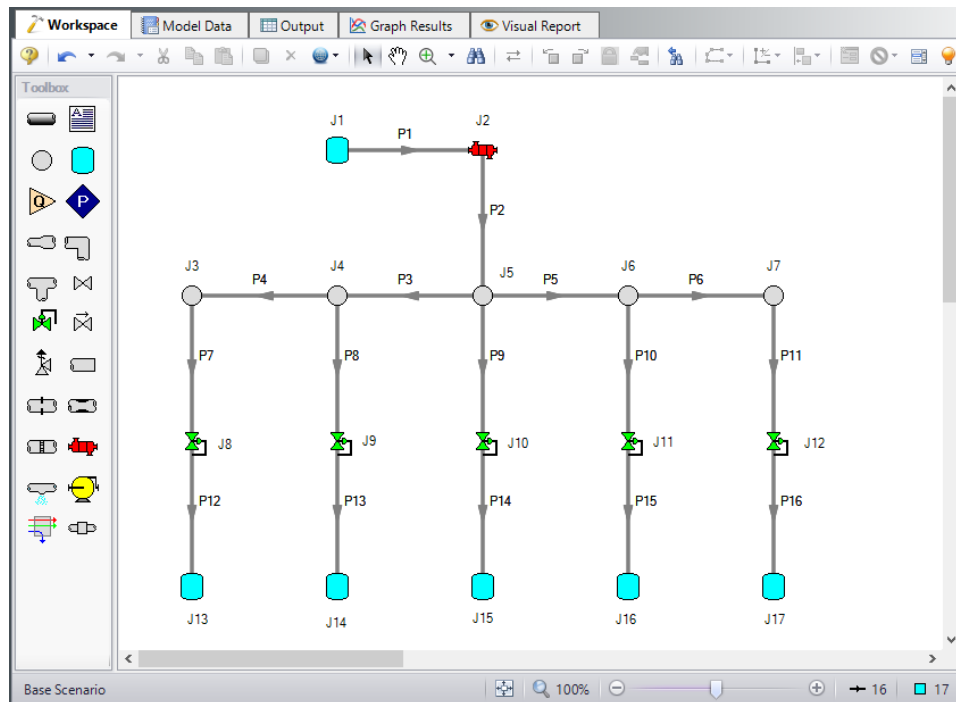 Workspace Model Data Output Graph Results Visual Report
Toolbox
A
Q P
J1 P1 J2
P2
J3 P4 J4 P3 J5 P5 J6 P6 J7
P7 P8 P9 P10 P11
J8 J9 J10 J11 J12
P12 P13 P14 P15 P16
J13 J14 J15 J16 J17
Base Scenario 100% 16 17